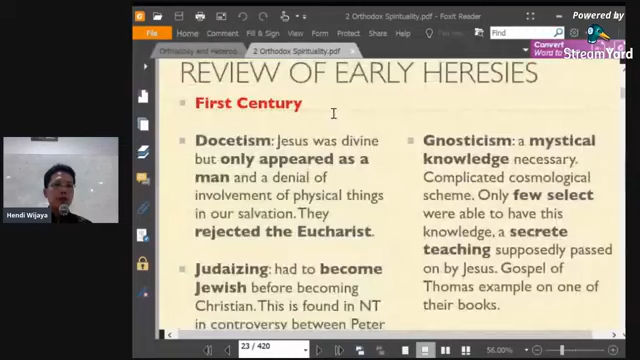 2 Orthodox Spirituality.pdf - Foxit Reader
Powered by
StreamYard
File
Home
Comment
Fill & Sign
View
Form
Protect
Share
Find
2 Orthodox Spirituality.pdf
Convert
REVIEW OF EARLY HERESIES
First Century
Docetism: Jesus was divine
but only appeared as a
man and a denial of
involvement of physical things
in our salvation. They
rejected the Eucharist.
Judaizing: had to become
Jewish before becoming
Christian. This is found in NT
in controversy between Peter
Gnosticism: a mystical
knowledge necessary.
Complicated cosmological
scheme. Only few select
were able to have this
knowledge, a secrete
teaching supposedly passed
on by Jesus. Gospel of
Thomas example on one of
their books.
Hendi Wijaya
23 / 420
56.00%